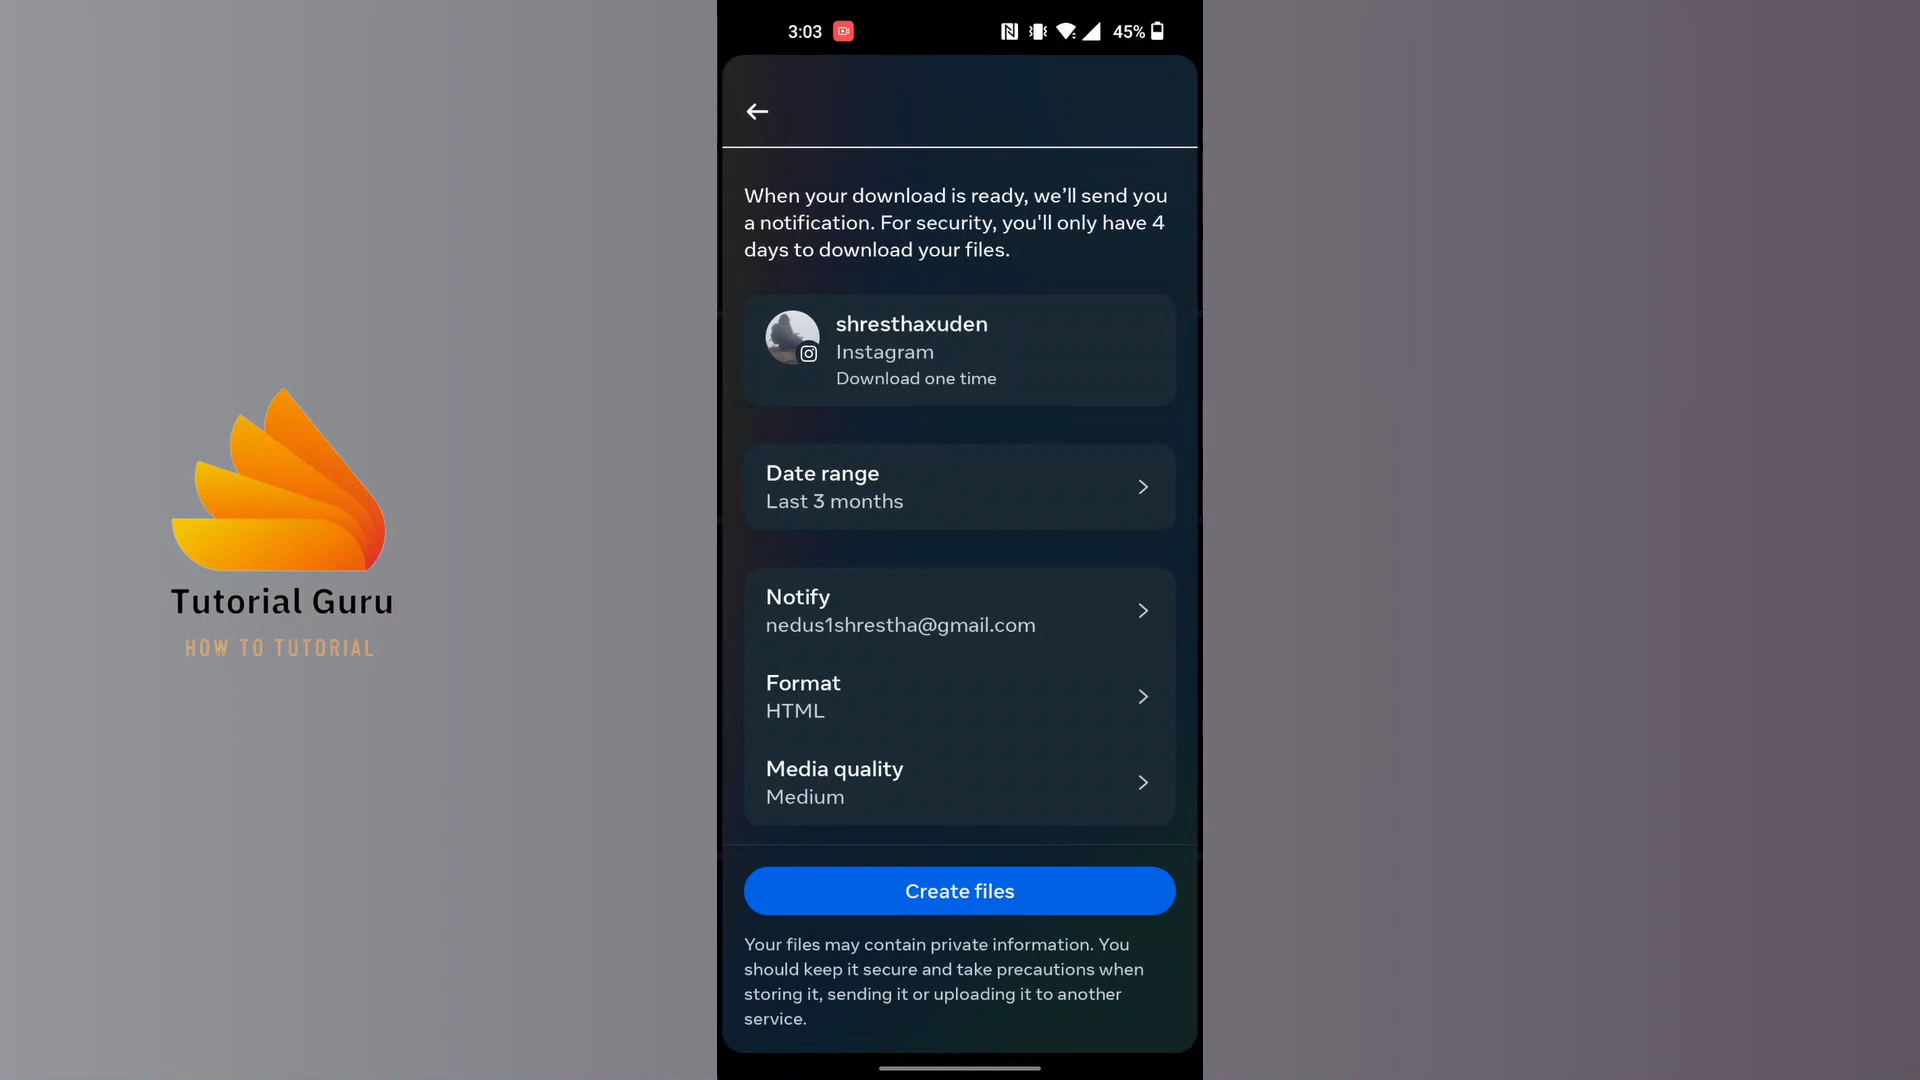 3:03
45%
When your download is ready, we’ll send you
a notification. For security, you'll only have 4
days to download your files.
shresthaxuden
Instagram
Download one time
Date range
Last 3 months
Notify
nedus1shrestha@gmail.com
Format
HTML
Media quality
Medium
Create files
Your files may contain private information. You
should keep it secure and take precautions when
storing it, sending it or uploading it to another
service.
Tutorial Guru
HOW TO TUTORIAL